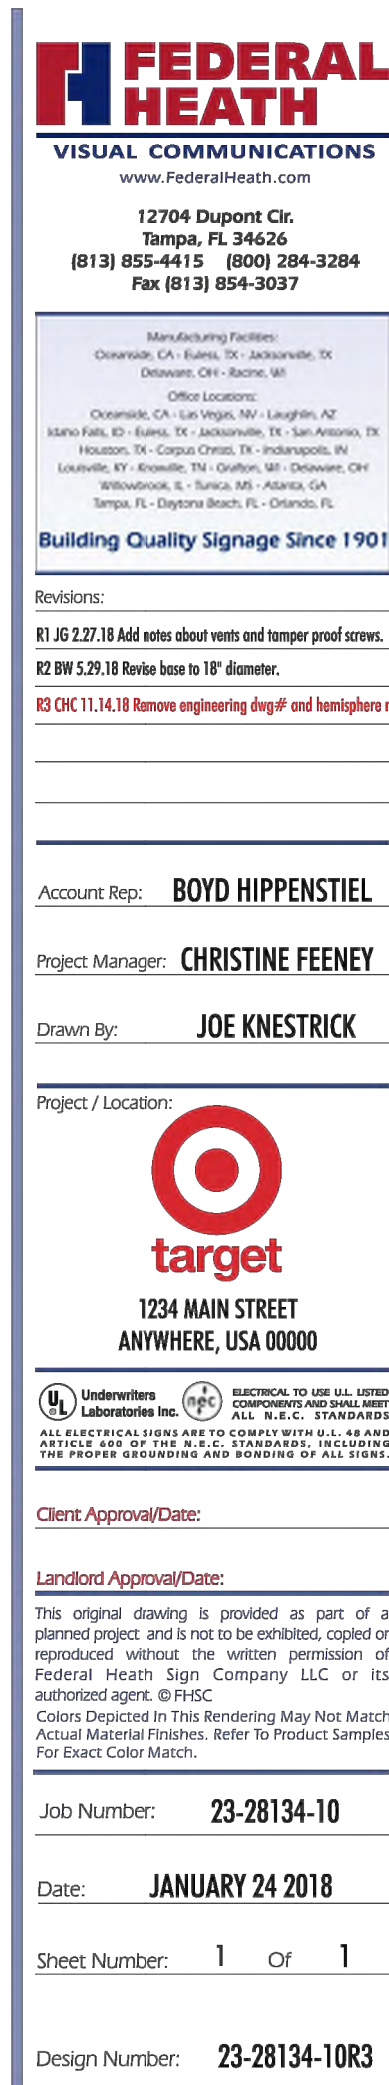 FEDERAL
HEATH
VISUAL COMMUNICATIONS
www.FederalHeath.com
12704 Dupont Cir.
Tampa, FL 34626
(813) 855-4415 (800) 284-3284
Fax (813) 854-3037
Manufacturing Facilities:
Oceanside, CA - Euless, TX - Jacksonville, TX
Delaware, OH - Racine, WI
Office Locations:
Oceanside, CA - Las Vegas, NV - Laughlin, AZ
Idaho Falls, ID - Euless, TX - Jacksonville, TX - San Antonio, TX
Houston, TX - Corpus Christi, TX - Indianapolis, IN
Louisville, KY - Knoxville, TN - Grafton, WI - Delaware, OH
Willowbrook, IL - Tunica, MS - Atlanta, GA
Tampa, FL - Daytona Beach, FL - Orlando, FL
Building Quality Signage Since 1901
Revisions:
R1 JG 2.27.18 Add notes about vents and tamper proof screws.
R2 BW 5.29.18 Revise base to 18" diameter.
R3 CHC 11.14.18 Remove engineering dwg# and hemisphere
Account Rep: BOYD HIPPENSTIEL
Project Manager: CHRISTINE FEENEY
Drawn By: JOE KNESTRICK
Project / Location:
target
1234 MAIN STREET
ANYWHERE, USA 00000
UL Underwriters Laboratories Inc. nec
ELECTRICAL TO USE U.L. LISTED
COMPONENTS AND SHALL MEET
ALL N.E.C. STANDARDS
ALL ELECTRICAL SIGNS ARE TO COMPLY WITH U.L. 48 AND
ARTICLE 600 OF THE N.E.C. STANDARDS, INCLUDING
THE PROPER GROUNDING AND BONDING OF ALL SIGNS.
Client Approval/Date:
Landlord Approval/Date:
This original drawing is provided as part of a
planned project and is not to be exhibited, copied or
reproduced without the written permission of
Federal Heath Sign Company LLC or its
authorized agent. © FHSC
Colors Depicted In This Rendering May Not Match
Actual Material Finishes. Refer To Product Samples
For Exact Color Match.
Job Number: 23-28134-10
Date: JANUARY 24 2018
Sheet Number: 1 Of 1
Design Number: 23-28134-10R3